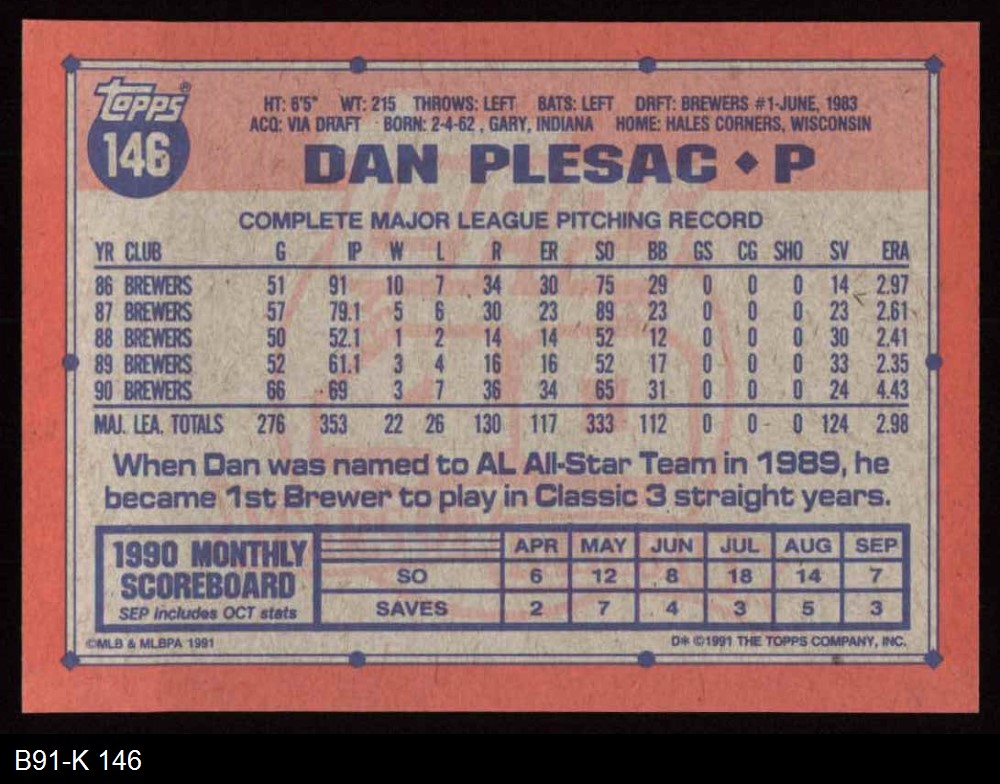 topps®
146
HT: 6'5" WT: 215 THROWS: LEFT BATS: LEFT DRFT: BREWERS #1-JUNE, 1983
ACQ: VIA DRAFT BORN: 2-4-62 , GARY, INDIANA HOME: HALES CORNERS, WISCONSIN
DAN PLESAC ◆ P
COMPLETE MAJOR LEAGUE PITCHING RECORD
YR CLUB G IP W L R ER SO BB GS CG SHO SV ERA
86 BREWERS 51 91 10 7 34 30 75 29 0 0 0 14 2.97
87 BREWERS 57 79.1 5 6 30 23 89 23 0 0 0 23 2.61
88 BREWERS 50 52.1 1 2 14 14 52 12 0 0 0 30 2.41
89 BREWERS 52 61.1 3 4 16 16 52 17 0 0 0 33 2.35
90 BREWERS 66 69 3 7 36 34 65 31 0 0 0 24 4.43
MAJ. LEA. TOTALS 276 353 22 26 130 117 333 112 0 0 0 124 2.98
When Dan was named to AL All-Star Team in 1989, he
became 1st Brewer to play in Classic 3 straight years.
1990 MONTHLY
SCOREBOARD
SEP includes OCT stats
APR MAY JUN JUL AUG SEP
SO 6 12 8 18 14 7
SAVES 2 7 4 3 5 3
©MLB & MLBPA 1991
D* ©1991 THE TOPPS COMPANY, INC.
B91-K 146